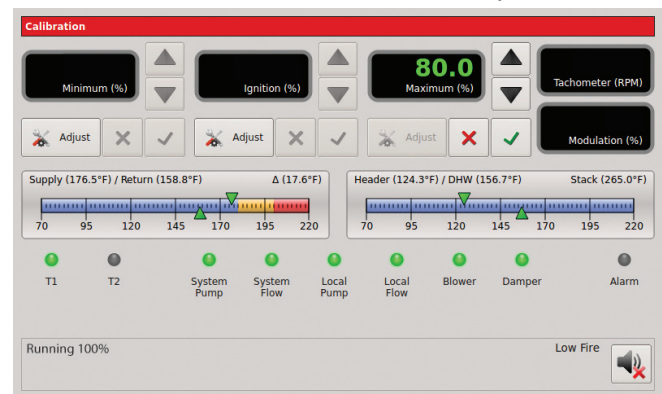 Calibration
80.0
Minimum (%) Ignition (%) Maximum (%) Tachometer (RPM)
Adjust Adjust Adjust Modulation (%)
Supply (176.5°F) / Return (158.8°F) Δ (17.6°F) Header (124.3°F) / DHW (156.7°F) Stack (265.0°F)
70 95 120 145 170 195 220 70 95 120 145 170 195 220
T1 T2 System Pump System Flow Local Pump Local Flow Blower Damper Alarm
Running 100% Low Fire